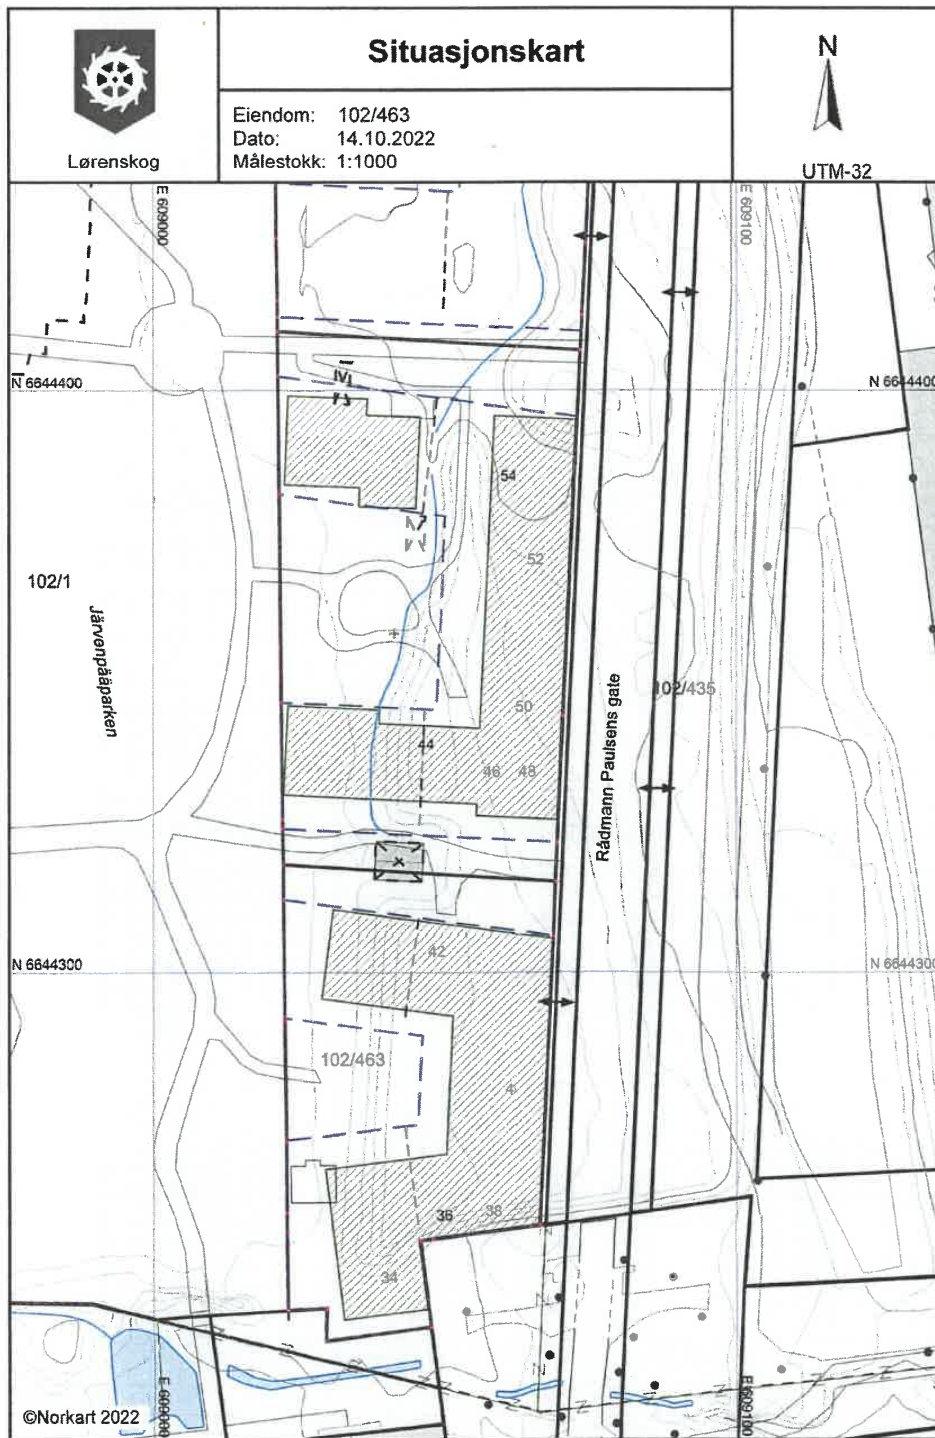 Situasjonskart
N
Lørenskog
Eiendom: 102/463
Dato: 14.10.2022
Målestokk: 1:1000
UTM-32
E 609000
E 609100
N 6644400
N 6644400
54
52
102/1
Järvenpääparken
50
102/435
44
46
48
Rådmann Paulsens gate
42
N 6644300
N 6644300
102/463
36
38
34
E 609000
E 609100
©Norkart 2022